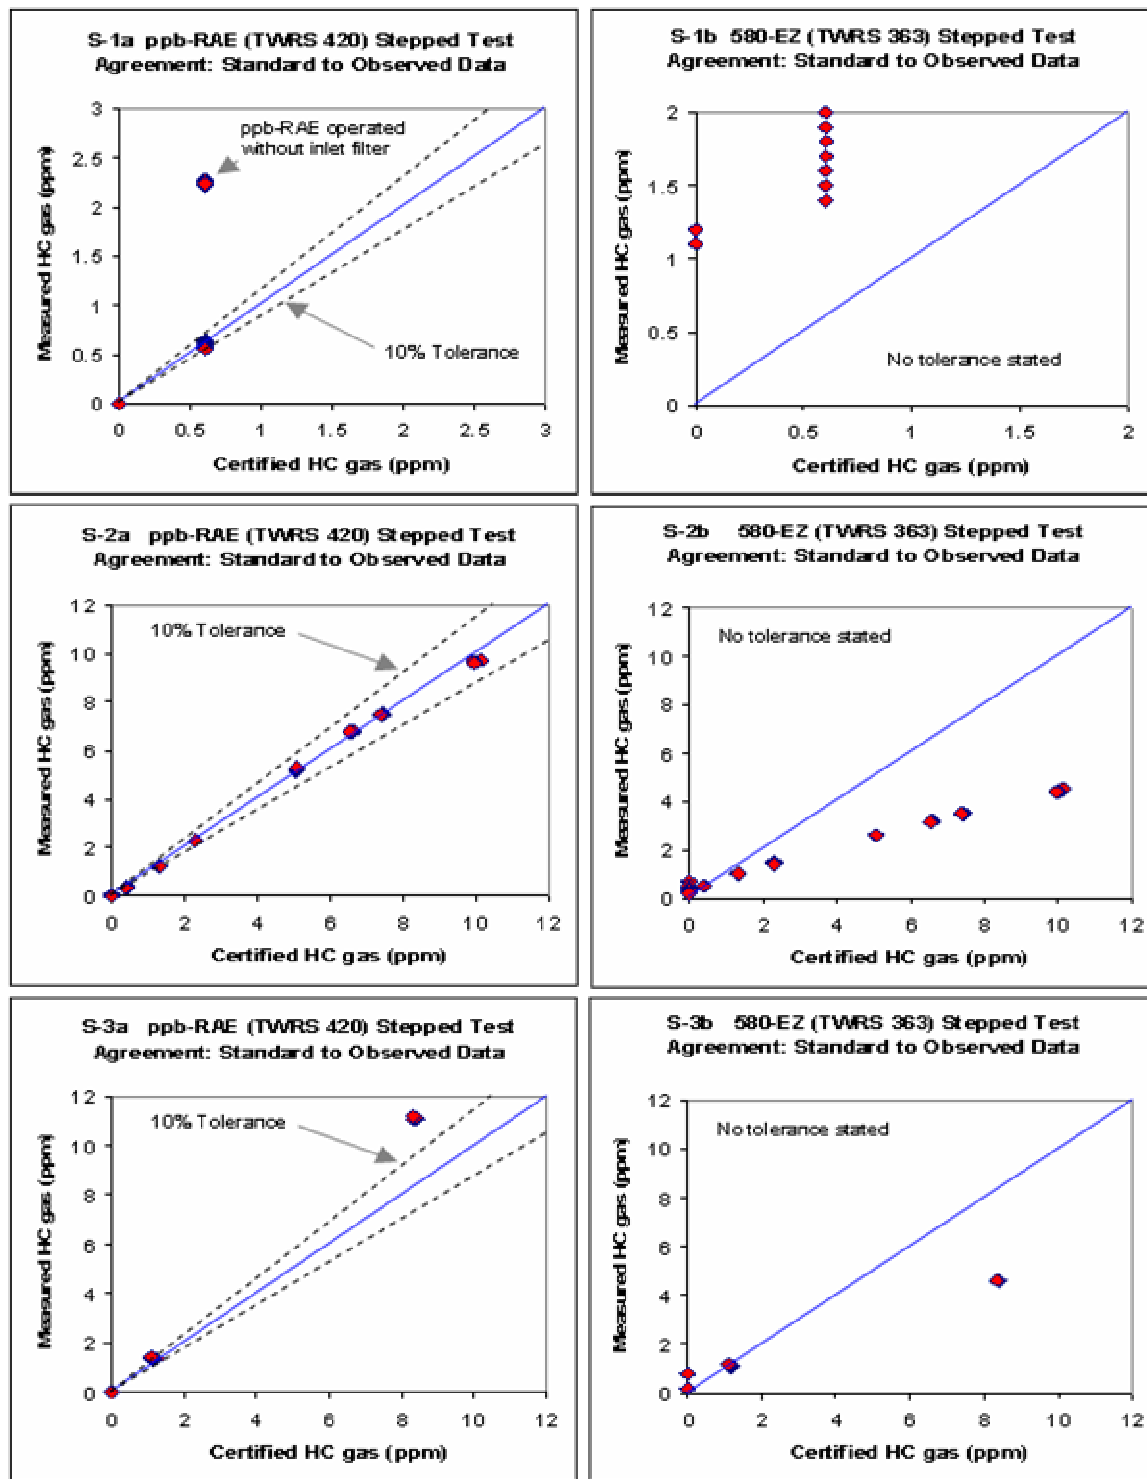 S-1a ppb-RAE (TWRS 420) Stepped Test
Agreement: Standard to Observed Data
3
2.5
2
1.5
1
0.5
0
Measured HC gas (ppm)
ppb-RAE operated
without inlet filter
10% Tolerance
0 0.5 1 1.5 2 2.5 3
Certified HC gas (ppm)
S-1b 580-EZ (TWRS 363) Stepped Test
Agreement: Standard to Observed Data
2
1.5
1
0.5
0
Measured HC gas (ppm)
No tolerance stated
0 0.5 1 1.5 2
Certified HC gas (ppm)
S-2a ppb-RAE (TWRS 420) Stepped Test
Agreement: Standard to Observed Data
12
10
8
6
4
2
0
Measured HC gas (ppm)
10% Tolerance
0 2 4 6 8 10 12
Certified HC gas (ppm)
S-2b 580-EZ (TWRS 363) Stepped Test
Agreement: Standard to Observed Data
12
10
8
6
4
2
0
Measured HC gas (ppm)
No tolerance stated
0 2 4 6 8 10 12
Certified HC gas (ppm)
S-3a ppb-RAE (TWRS 420) Stepped Test
Agreement: Standard to Observed Data
12
10
8
6
4
2
0
Measured HC gas (ppm)
10% Tolerance
0 2 4 6 8 10 12
Certified HC gas (ppm)
S-3b 580-EZ (TWRS 363) Stepped Test
Agreement: Standard to Observed Data
12
10
8
6
4
2
0
Measured HC gas (ppm)
No tolerance stated
0 2 4 6 8 10 12
Certified HC gas (ppm)